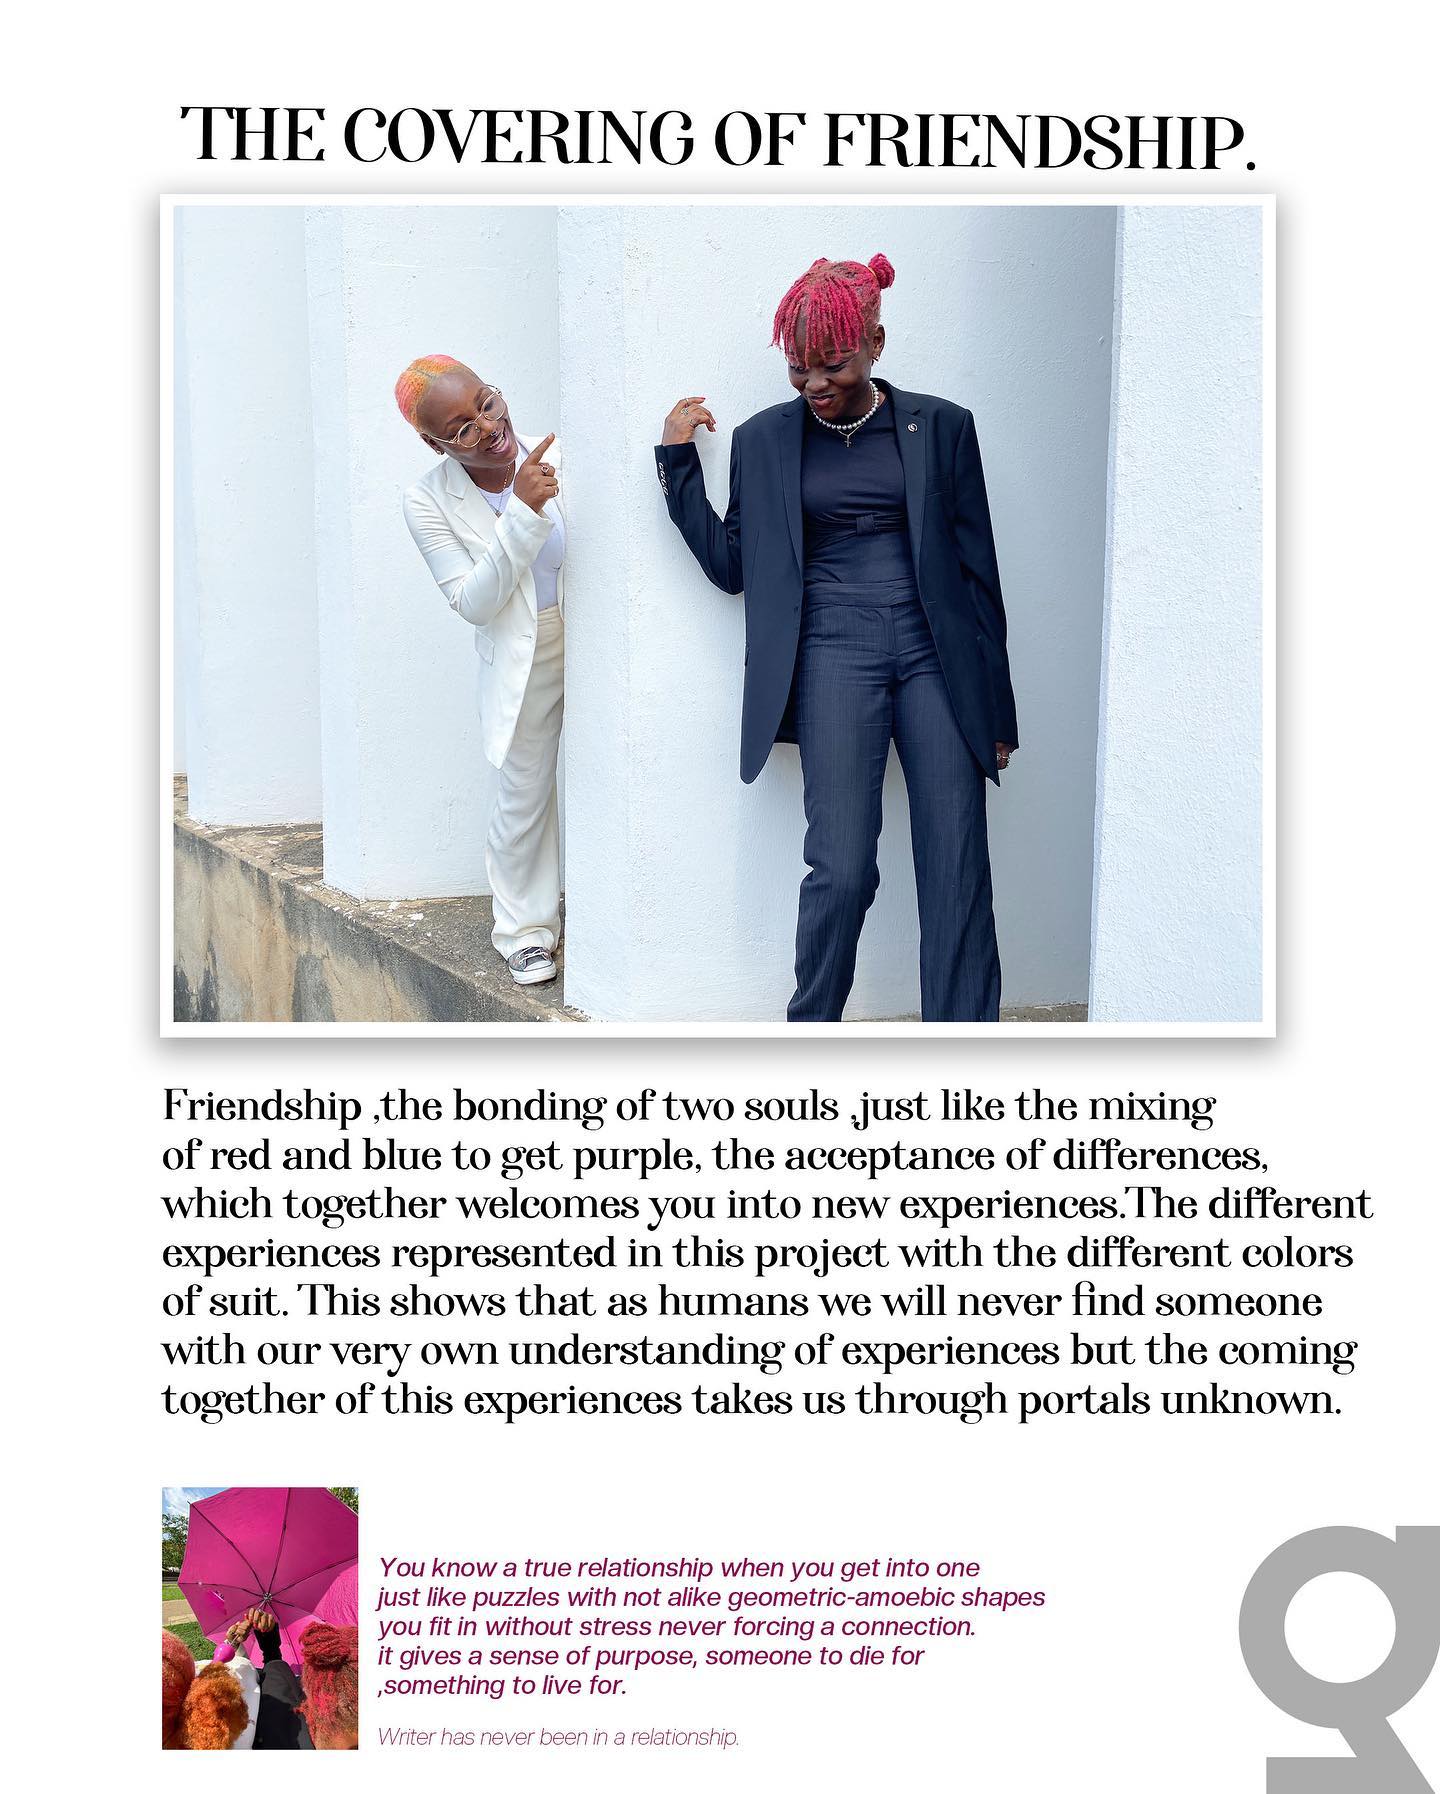 THE COVERING OF FRIENDSHIP.
Friendship ,the bonding of two souls ,just like the mixing
of red and blue to get purple, the acceptance of differences,
which together welcomes you into new experiences.The different
experiences represented in this project with the different colors
of suit. This shows that as humans we will never find someone
with our very own understanding of experiences but the coming
together of this experiences takes us through portals unknown.
You know a true relationship when you get into one
just like puzzles with not alike geometric-amoebic shapes
you fit in without stress never forcing a connection.
it gives a sense of purpose, someone to die for
,something to live for.
Writer has never been in a relationship.